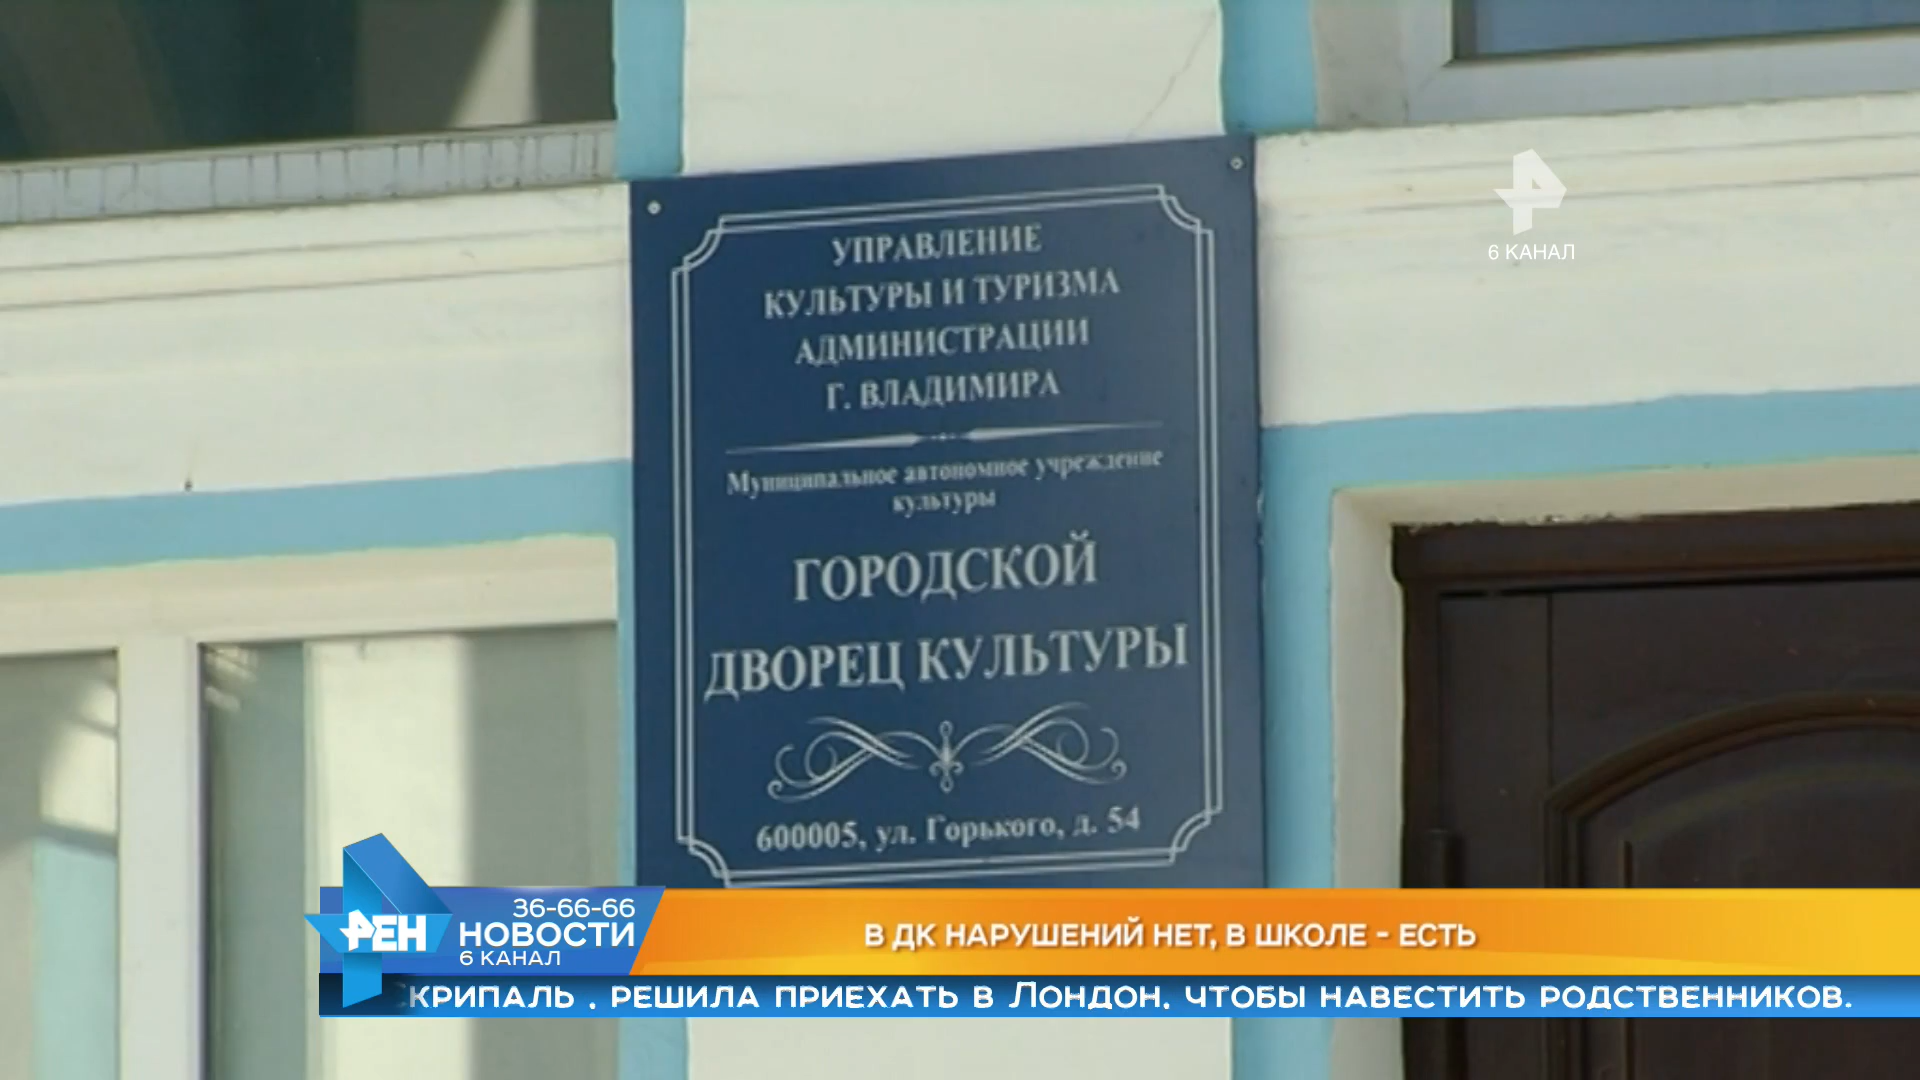 УПРАВЛЕНИЕ
КУЛЬТУРЫ И ТУРИЗМА
АДМИНИСТРАЦИИ
Г. ВЛАДИМИРА
Муниципальное автономное учреждение
культуры
ГОРОДСКОЙ
ДВОРЕЦ КУЛЬТУРЫ
600005, ул. Горького, д. 54
6 КАНАЛ
36-66-66
РЕН НОВОСТИ
6 КАНАЛ
В ДК НАРУШЕНИЙ НЕТ, В ШКОЛЕ - ЕСТЬ
СКРИПАЛЬ , РЕШИЛА ПРИЕХАТЬ В ЛОНДОН, ЧТОБЫ НАВЕСТИТЬ РОДСТВЕННИКОВ.